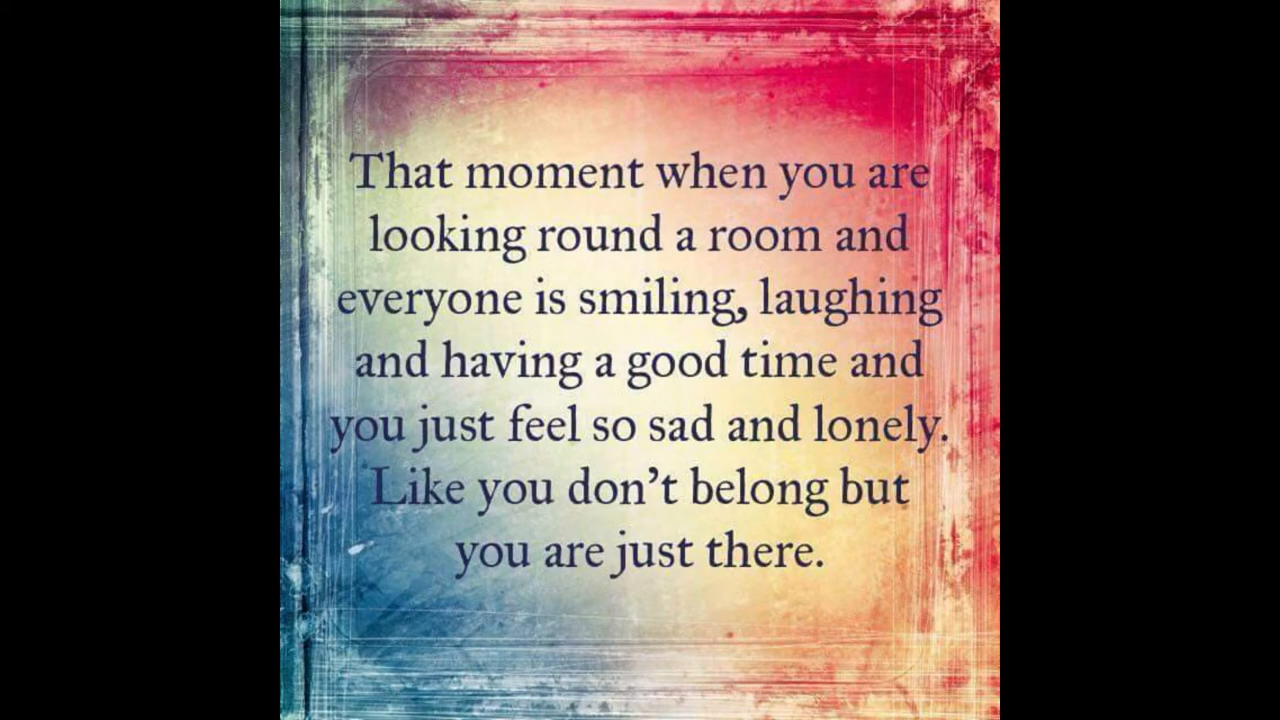 That moment when you are
looking round a room and
everyone is smiling, laughing
and having a good time and
you just feel so sad and lonely.
Like you don’t belong but
you are just there.